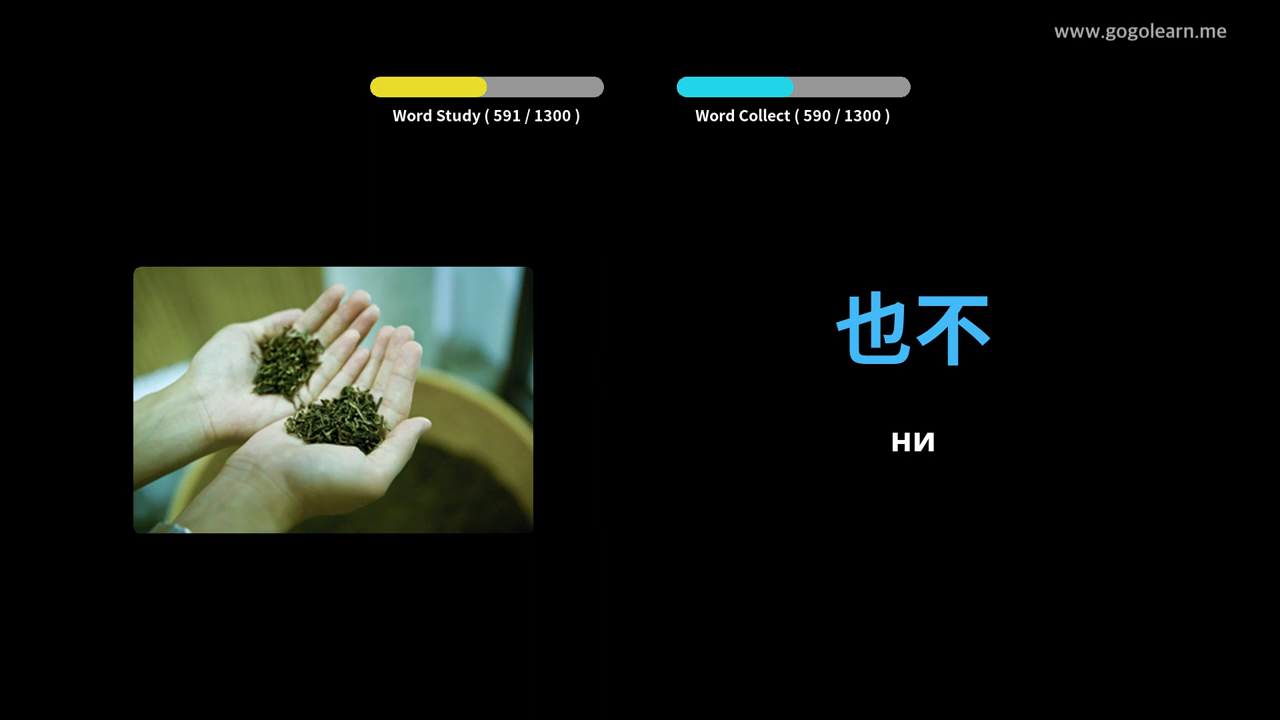 www.gogolearn.me
Word Study ( 591 / 1300 )
Word Collect ( 590 / 1300 )
也不
ни